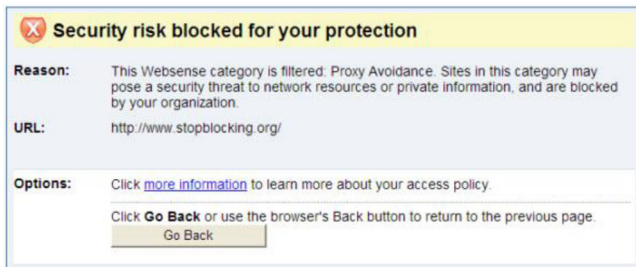 Security risk blocked for your protection
Reason: This Websense category is filtered: Proxy Avoidance. Sites in this category may
pose a security threat to network resources or private information, and are blocked
by your organization.
URL: http://www.stopblocking.org/
Options: Click more information to learn more about your access policy.
Click Go Back or use the browser's Back button to return to the previous page.
Go Back